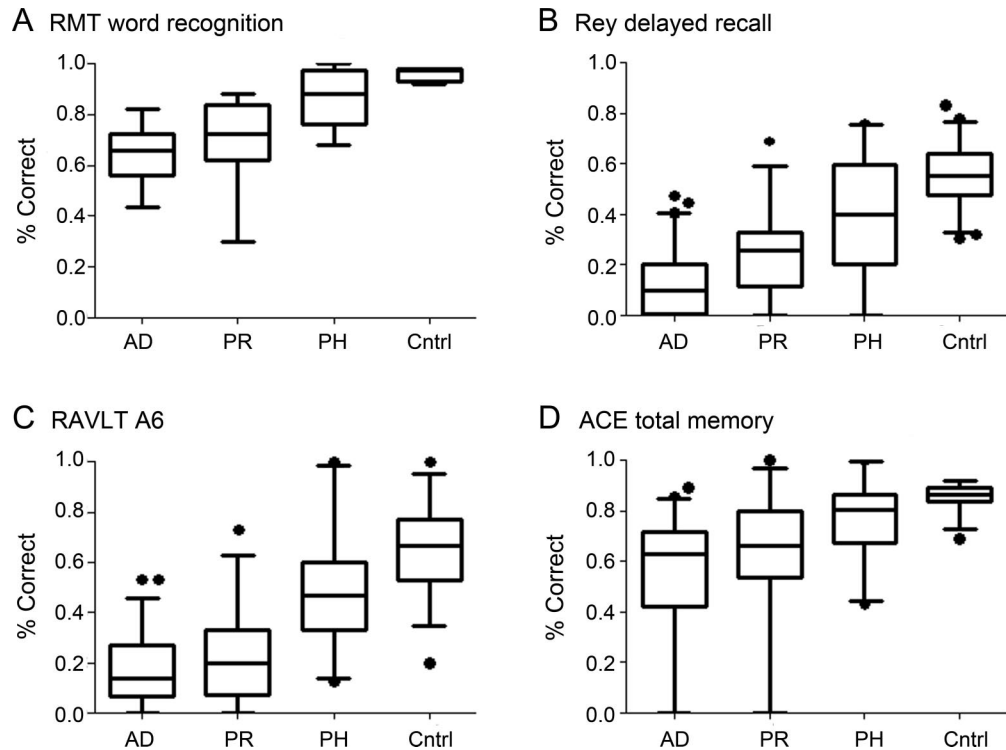 A RMT word recognition
% Correct
1.0
0.8
0.6
0.4
0.2
0.0
AD PR PH Cntrl
B Rey delayed recall
% Correct
1.0
0.8
0.6
0.4
0.2
0.0
AD PR PH Cntrl
C RAVLT A6
% Correct
1.0
0.8
0.6
0.4
0.2
0.0
AD PR PH Cntrl
D ACE total memory
% Correct
1.0
0.8
0.6
0.4
0.2
0.0
AD PR PH Cntrl